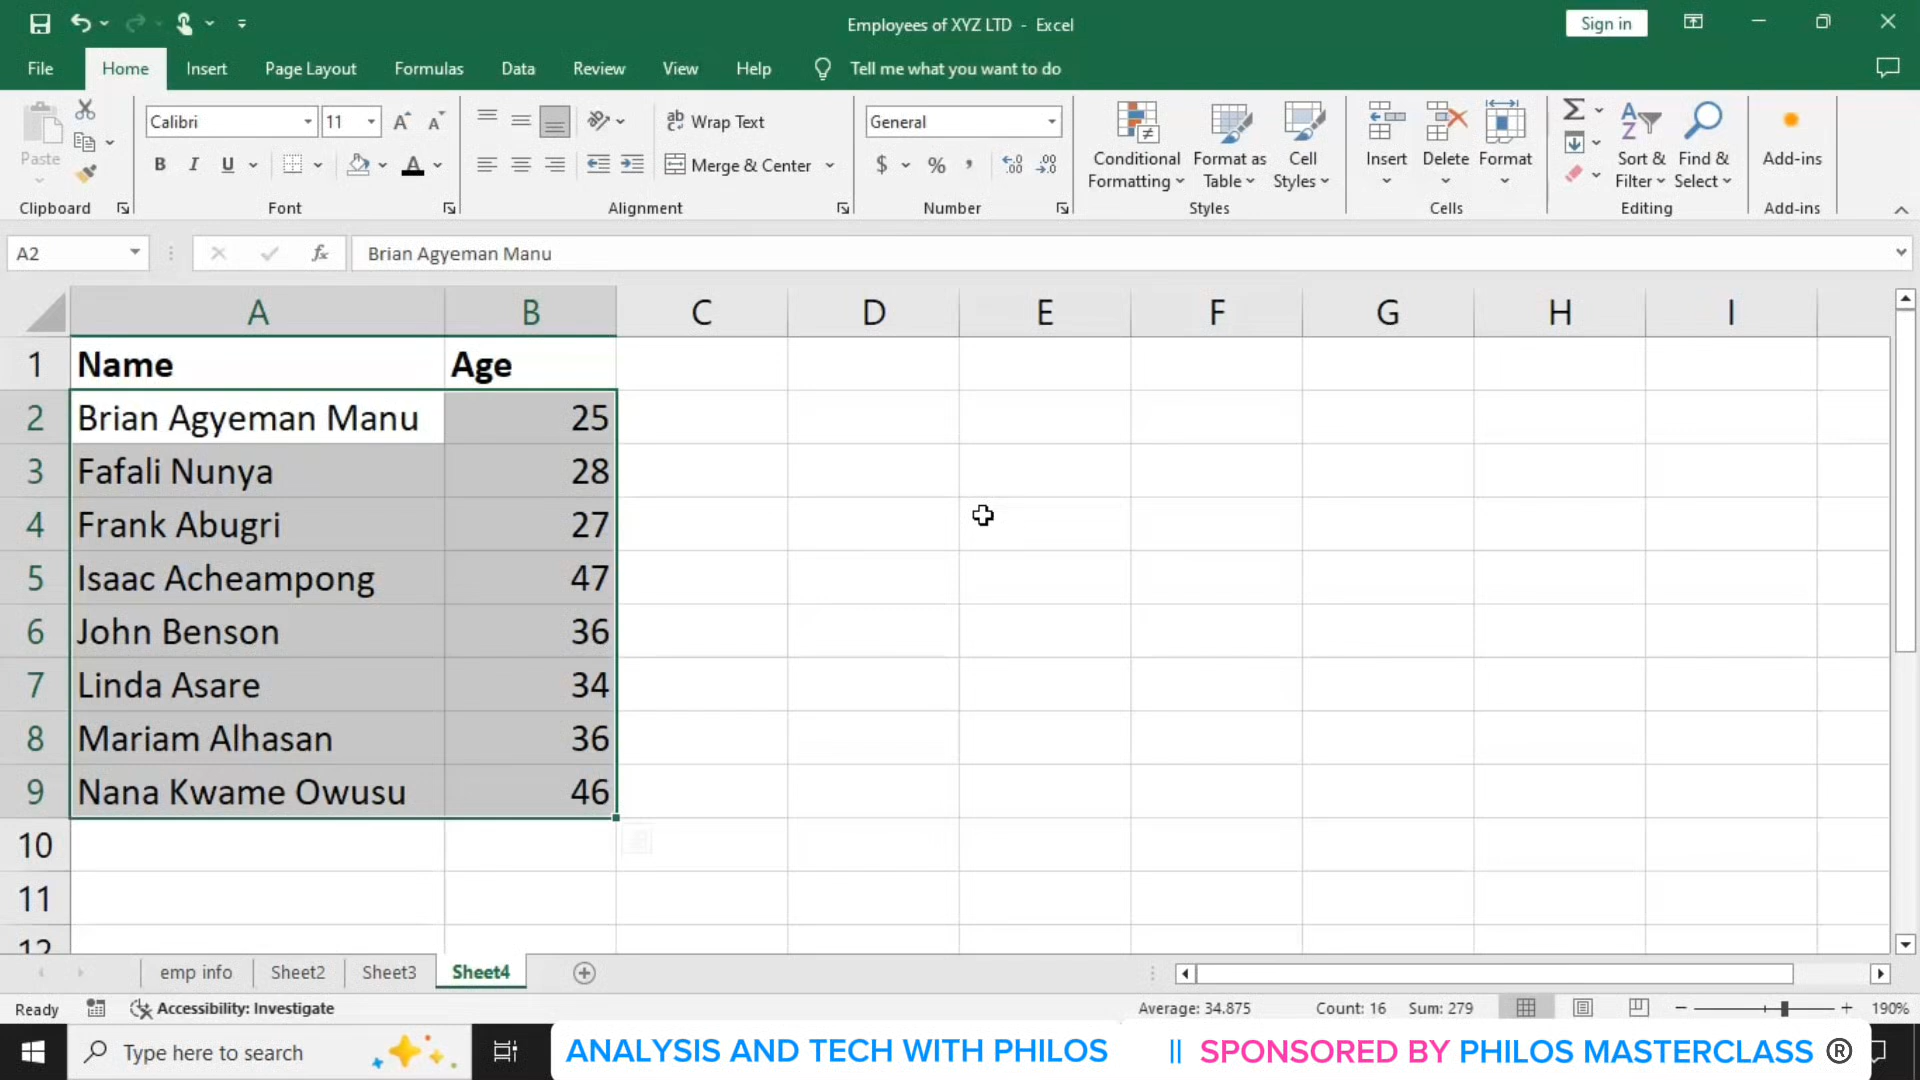 Employees of XYZ LTD - Excel
Sign in
File Home Insert Page Layout Formulas Data Review View Help Tell me what you want to do
Paste
Clipboard
Calibri 11
B I U
Font
ab Wrap Text
Merge & Center
Alignment
General
$ % ,
Number
Conditional Formatting
Format as Table
Cell Styles
Styles
Insert
Delete
Format
Cells
Sort & Filter
Find & Select
Editing
Add-ins
Add-ins
A2 fx Brian Agyeman Manu
A B C D E F G H I
1 Name Age
2 Brian Agyeman Manu 25
3 Fafali Nunya 28
4 Frank Abugri 27
5 Isaac Acheampong 47
6 John Benson 36
7 Linda Asare 34
8 Mariam Alhasan 36
9 Nana Kwame Owusu 46
10
11
12
emp info Sheet2 Sheet3 Sheet4
Ready Accessibility: Investigate Average: 34.875 Count: 16 Sum: 279 190%
Type here to search
ANALYSIS AND TECH WITH PHILOS || SPONSORED BY PHILOS MASTERCLASS ®